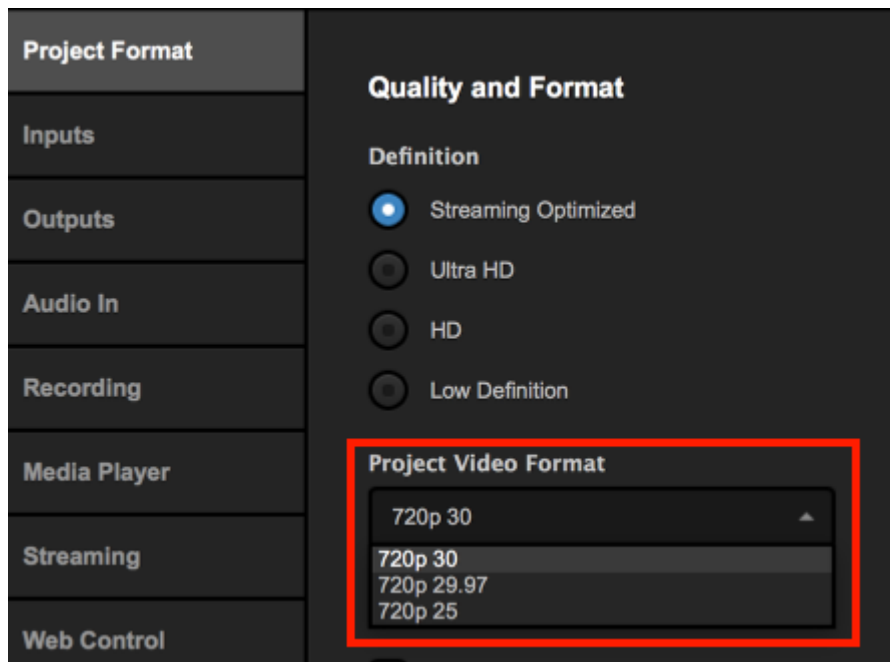 Project Format
Inputs
Outputs
Audio In
Recording
Media Player
Streaming
Web Control
Quality and Format
Definition
Streaming Optimized
Ultra HD
HD
Low Definition
Project Video Format
720p 30
720p 30
720p 29.97
720p 25